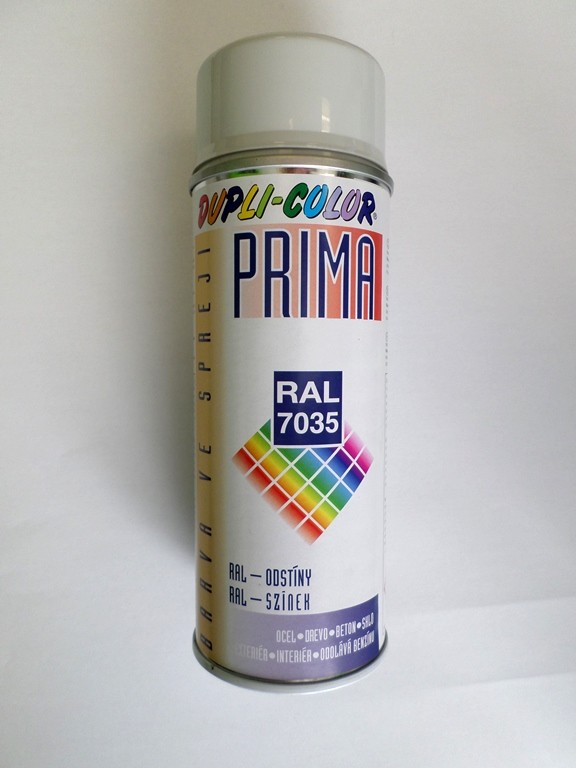 DUPLI-COLOR®
PRIMA
BARVA VE SPREJI
RAL
7035
RAL – ODSTÍNY
RAL – SZÍNEK
OCEL • DREVO • BETON • SKLO
EXTERIÉR • INTERIÉR • ODOLÁVÁ BENZÍNU